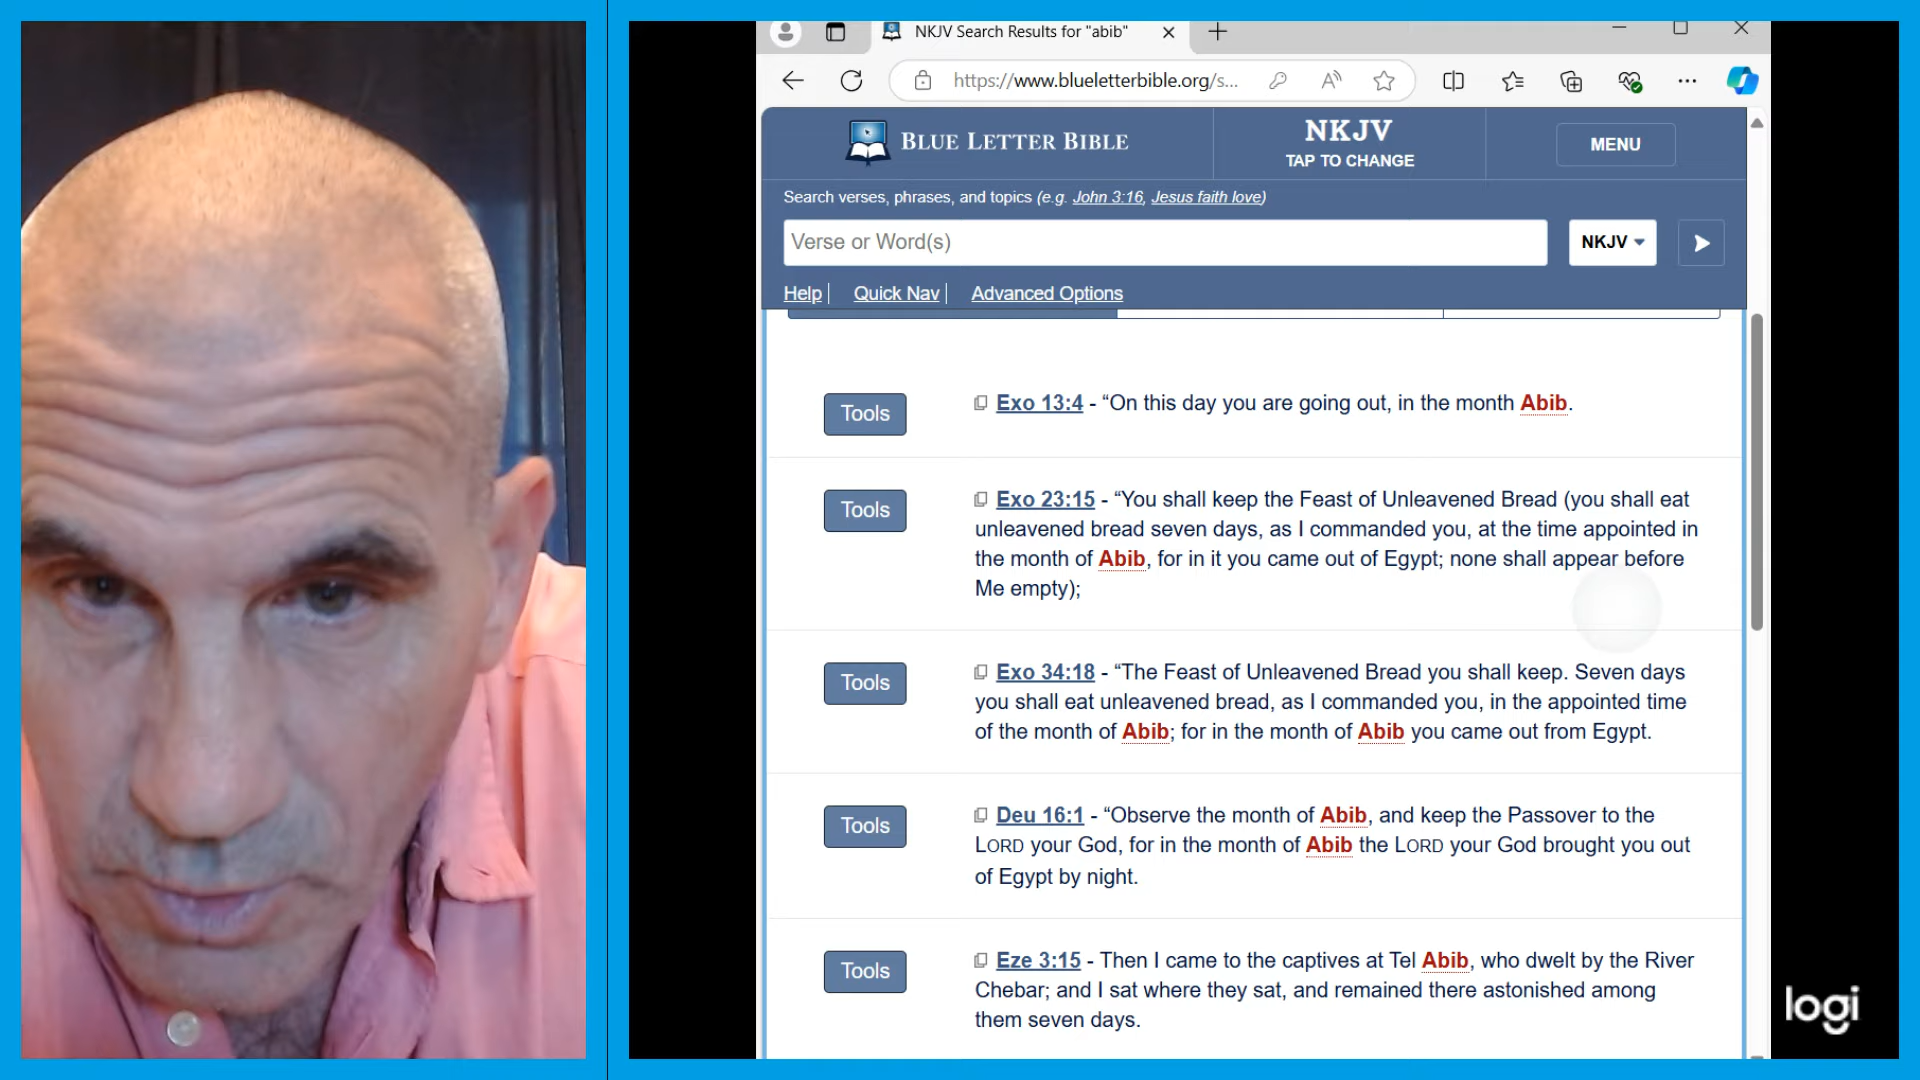 NKJV Search Results for "abib"
https://www.blueletterbible.org/s...
BLUE LETTER BIBLE
NKJV
TAP TO CHANGE
MENU
Search verses, phrases, and topics (e.g. John 3:16, Jesus faith love)
Verse or Word(s)
NKJV
Help
Quick Nav
Advanced Options
Tools
Exo 13:4 - “On this day you are going out, in the month Abib.
Tools
Exo 23:15 - “You shall keep the Feast of Unleavened Bread (you shall eat
unleavened bread seven days, as I commanded you, at the time appointed in
the month of Abib, for in it you came out of Egypt; none shall appear before
Me empty);
Tools
Exo 34:18 - “The Feast of Unleavened Bread you shall keep. Seven days
you shall eat unleavened bread, as I commanded you, in the appointed time
of the month of Abib; for in the month of Abib you came out from Egypt.
Tools
Deu 16:1 - “Observe the month of Abib, and keep the Passover to the
LORD your God, for in the month of Abib the LORD your God brought you out
of Egypt by night.
Tools
Eze 3:15 - Then I came to the captives at Tel Abib, who dwelt by the River
Chebar; and I sat where they sat, and remained there astonished among
them seven days.
logi